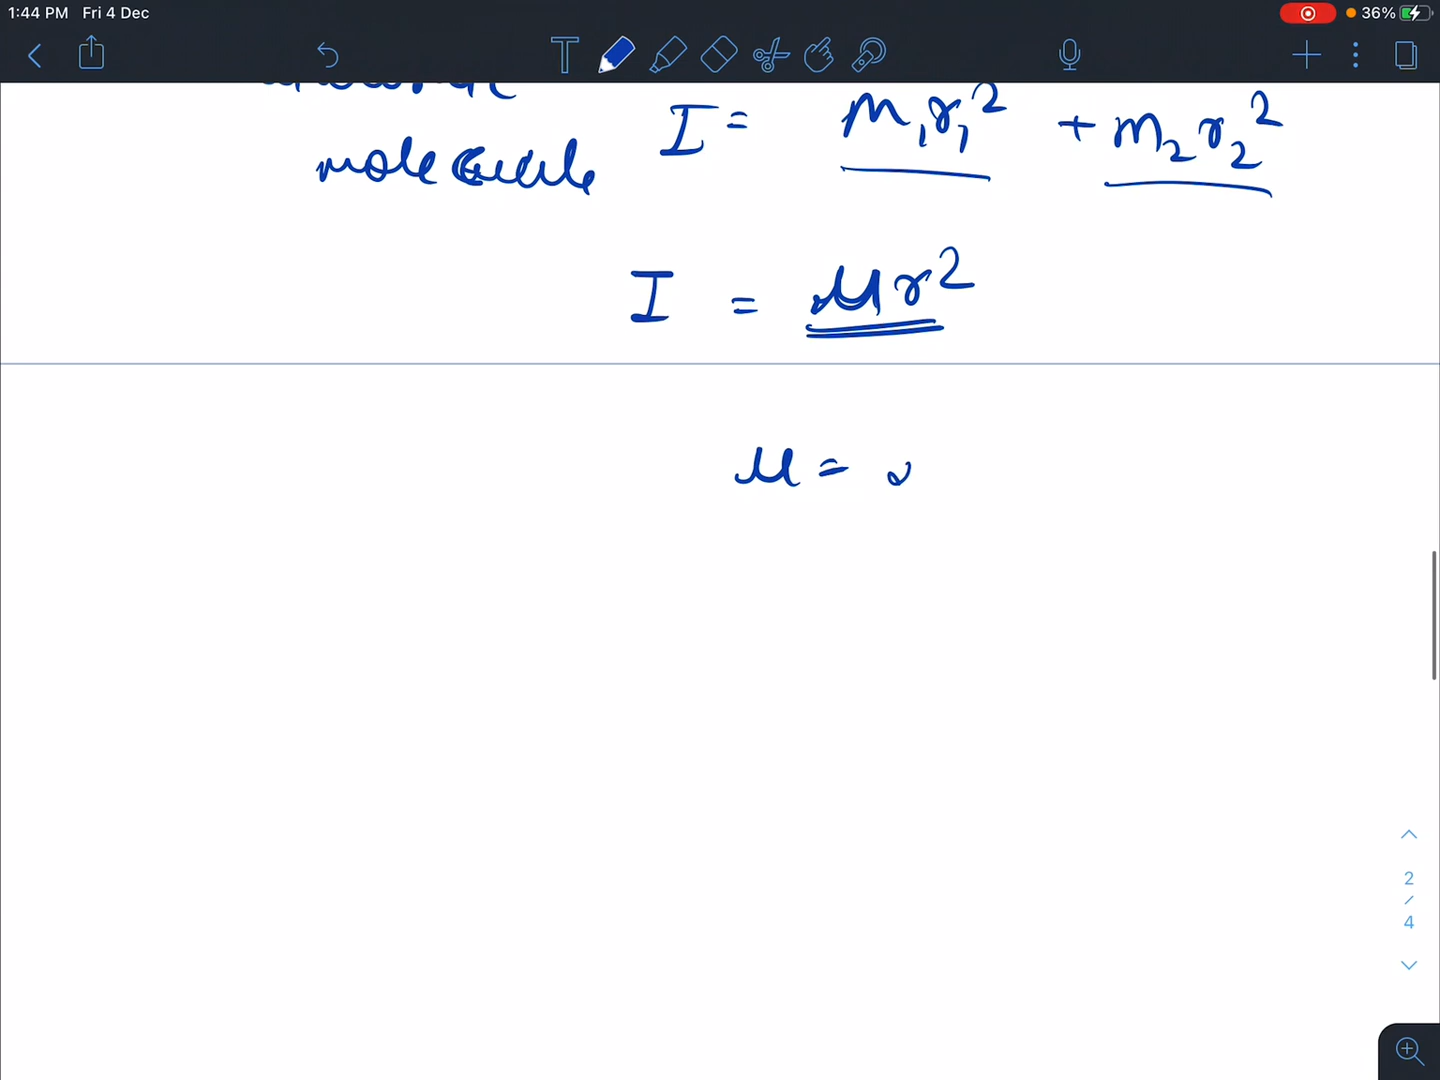 1:44 PM Fri 4 Dec 36%
T
I = m₁r₁² + m₂r₂²
molecule
I = μr²
μ = r
2
/
4